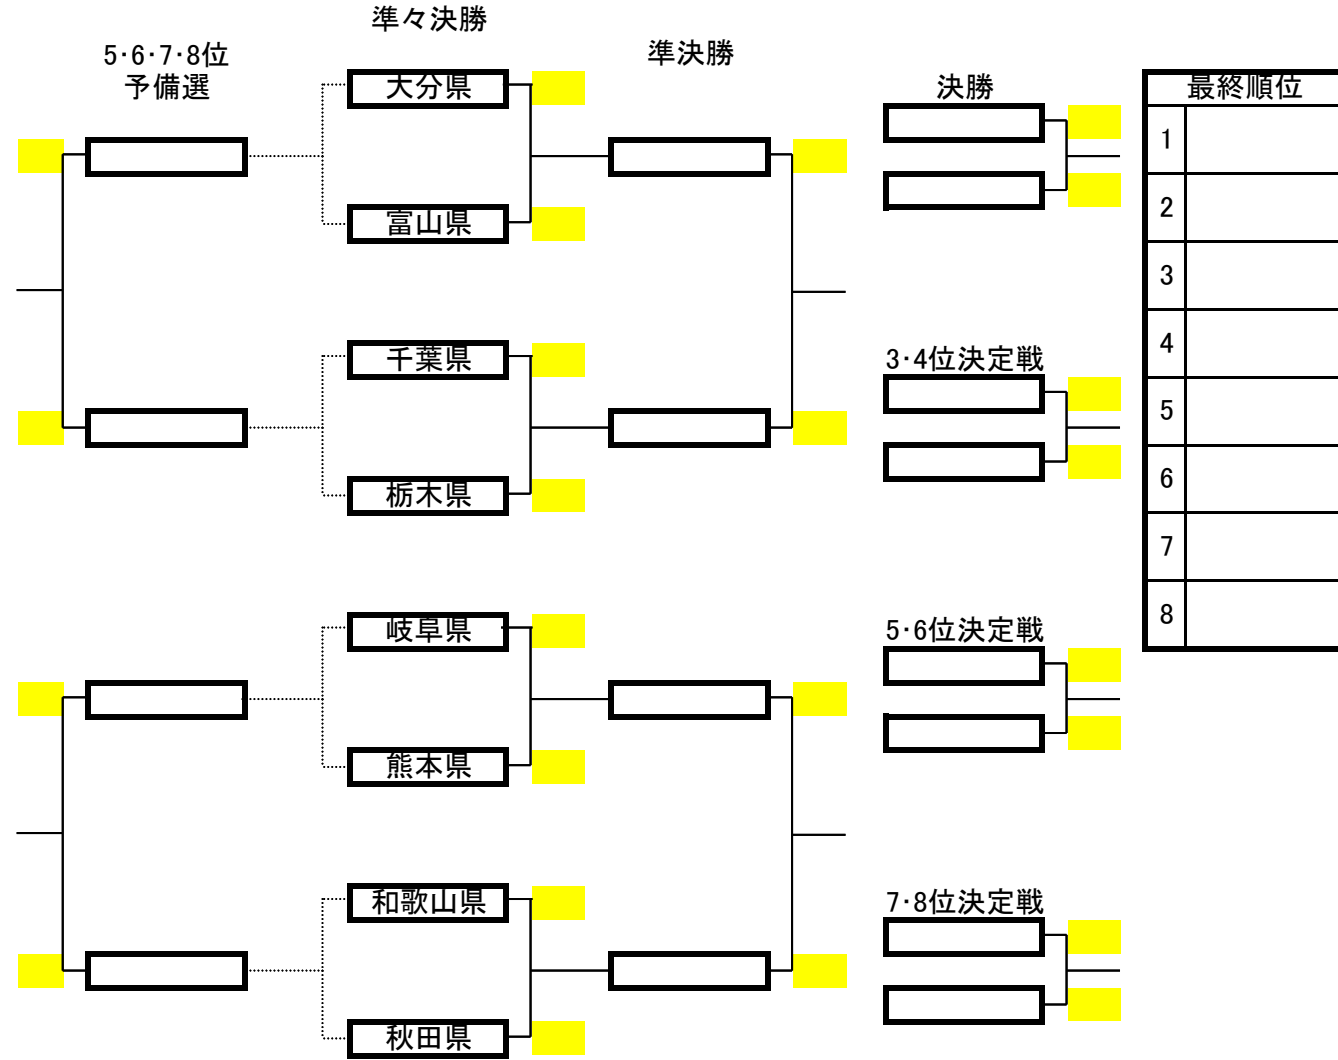 準々決勝
5·6·7·8位
予備選
準決勝
大分県
決勝
最終順位
1
富山県
2
3
千葉県
3·4位決定戦
4
5
栃木県
6
7
岐阜県
5·6位決定戦
8
熊本県
和歌山県
7·8位決定戦
秋田県